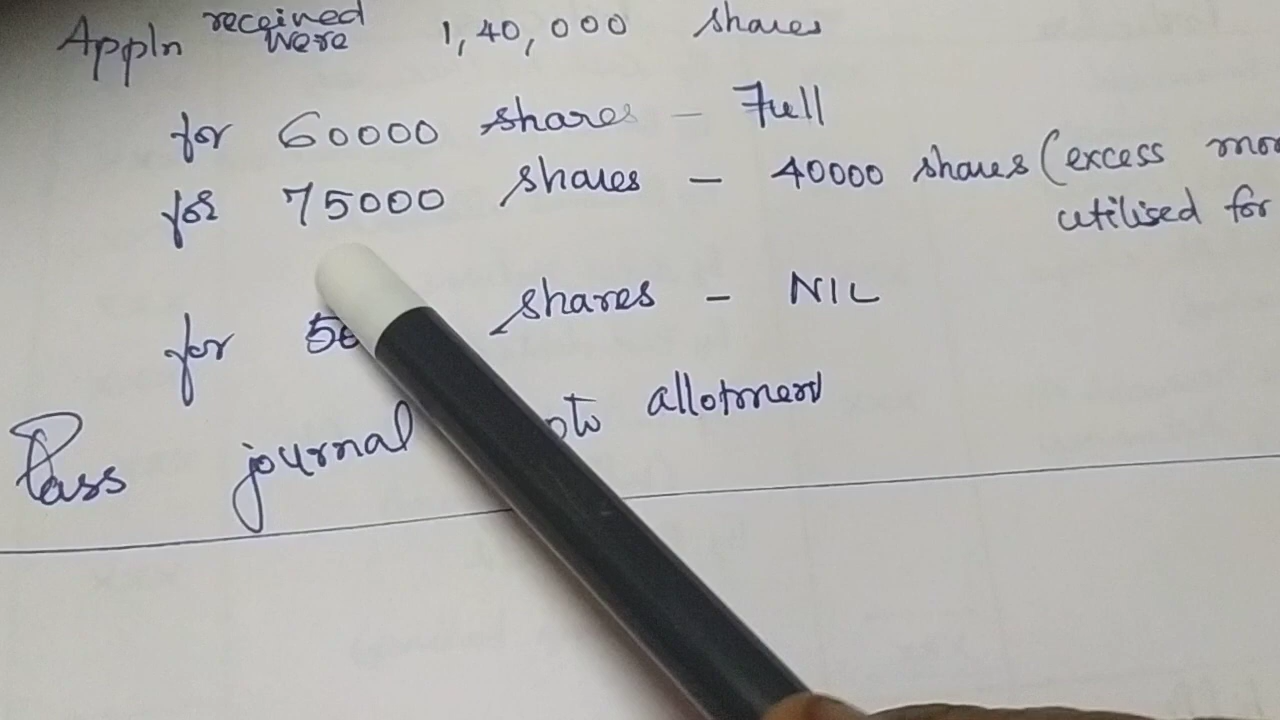 Appln received were 1,40,000 shares
for 60000 shares - Full
for 75000 shares - 40000 shares (excess
utilised for
for shares - NIL
Pass journal allotment